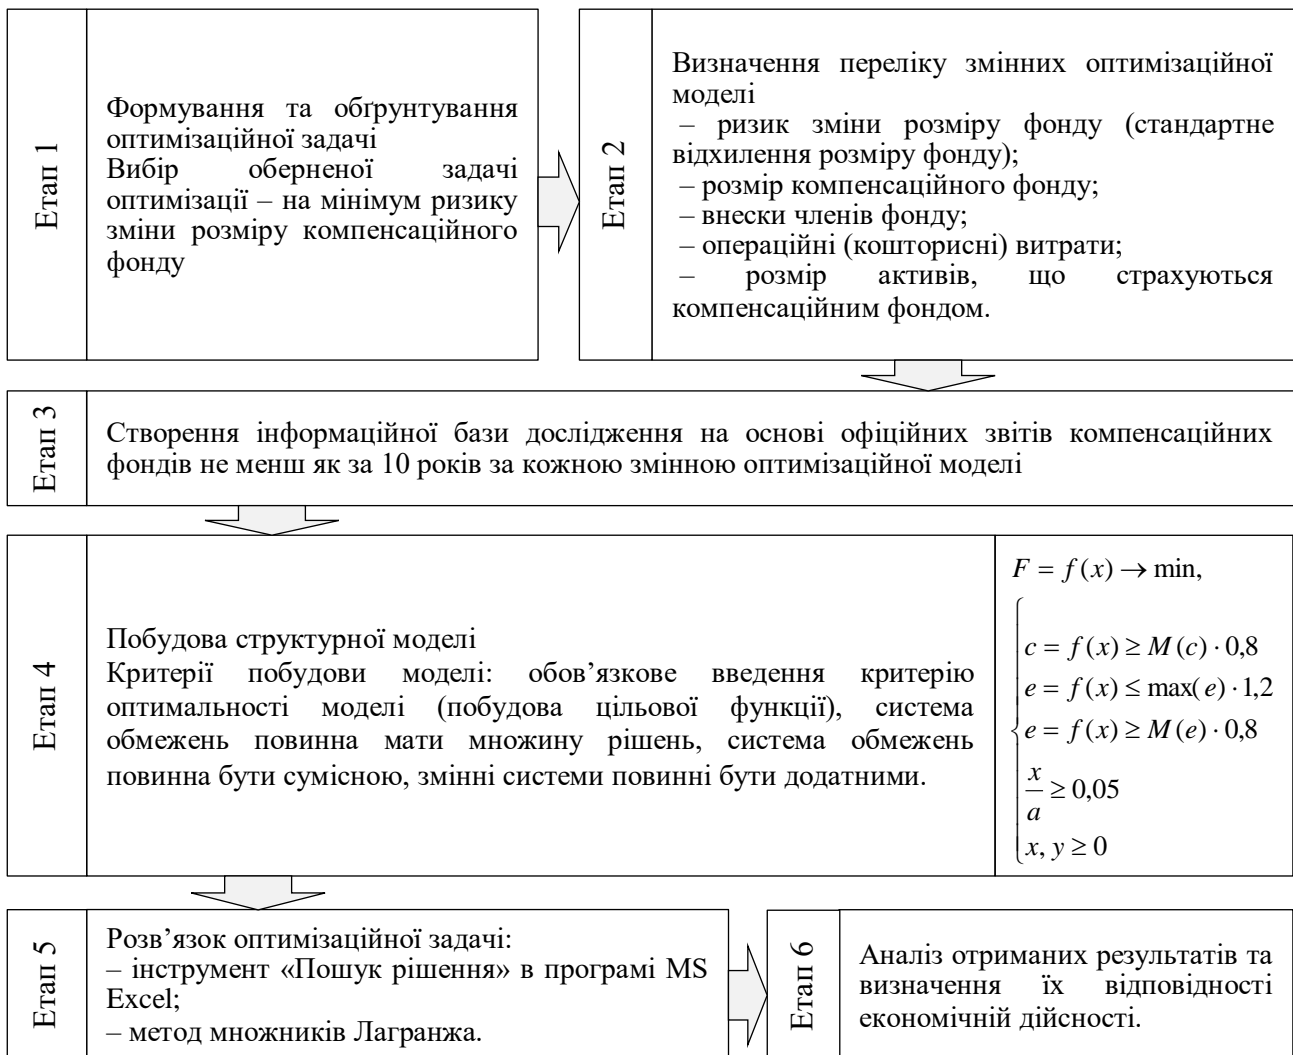 Етап 1
Формування та обґрунтування
оптимізаційної задачі
Вибір оберненої задачі
оптимізації – на мінімум ризику
зміни розміру компенсаційного
фонду
Етап 2
Визначення переліку змінних оптимізаційної
моделі
– ризик зміни розміру фонду (стандартне
відхилення розміру фонду);
– розмір компенсаційного фонду;
– внески членів фонду;
– операційні (кошторисні) витрати;
– розмір активів, що страхуються
компенсаційним фондом.
Етап 3
Створення інформаційної бази дослідження на основі офіційних звітів компенсаційних
фондів не менш як за 10 років за кожною змінною оптимізаційної моделі
Етап 4
Побудова структурної моделі
Критерії побудови моделі: обов’язкове введення критерію
оптимальності моделі (побудова цільової функції), система
обмежень повинна мати множину рішень, система обмежень
повинна бути сумісною, змінні системи повинні бути додатними.
F = f(x) → min,
c = f(x) ≥ M(c) · 0,8
e = f(x) ≤ max(e) · 1,2
e = f(x) ≥ M(e) · 0,8
x/a ≥ 0,05
x, y ≥ 0
Етап 5
Розв’язок оптимізаційної задачі:
– інструмент «Пошук рішення» в програмі MS
Excel;
– метод множників Лагранжа.
Етап 6
Аналіз отриманих результатів та
визначення їх відповідності
економічній дійсності.